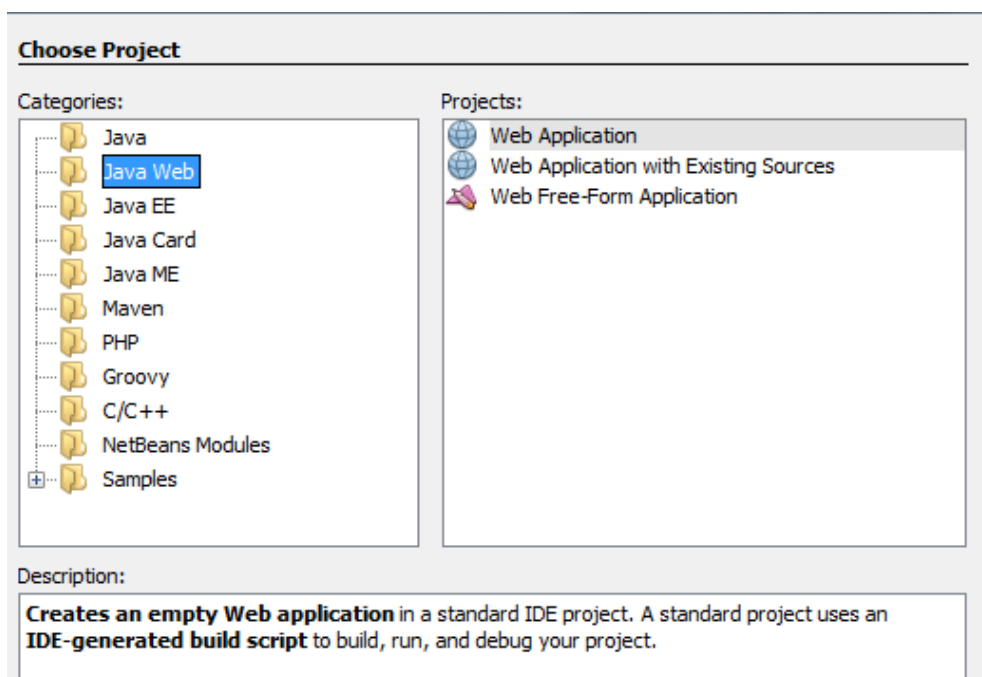 Choose Project
Categories:
Java
Java Web
Java EE
Java Card
Java ME
Maven
PHP
Groovy
C/C++
NetBeans Modules
Samples
Projects:
Web Application
Web Application with Existing Sources
Web Free-Form Application
Description:
Creates an empty Web application in a standard IDE project. A standard project uses an
IDE-generated build script to build, run, and debug your project.